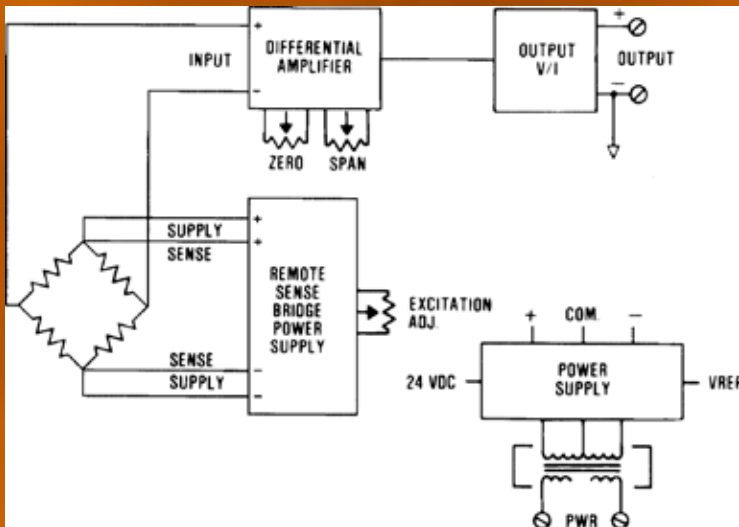 INPUT
+
−
DIFFERENTIAL
AMPLIFIER
ZERO
SPAN
OUTPUT
V/I
+
OUTPUT
−
SUPPLY
+
SENSE
+
REMOTE
SENSE
BRIDGE
POWER
SUPPLY
SENSE
−
SUPPLY
−
EXCITATION
ADJ.
+
COM.
−
24 VDC
POWER
SUPPLY
VREF
PWR